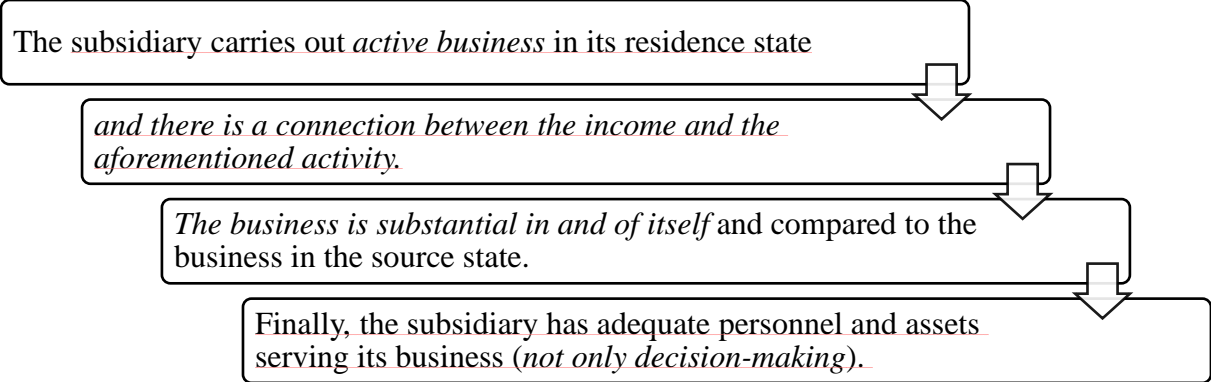 The subsidiary carries out active business in its residence state
and there is a connection between the income and the
aforementioned activity.
The business is substantial in and of itself and compared to the
business in the source state.
Finally, the subsidiary has adequate personnel and assets
serving its business (not only decision-making).